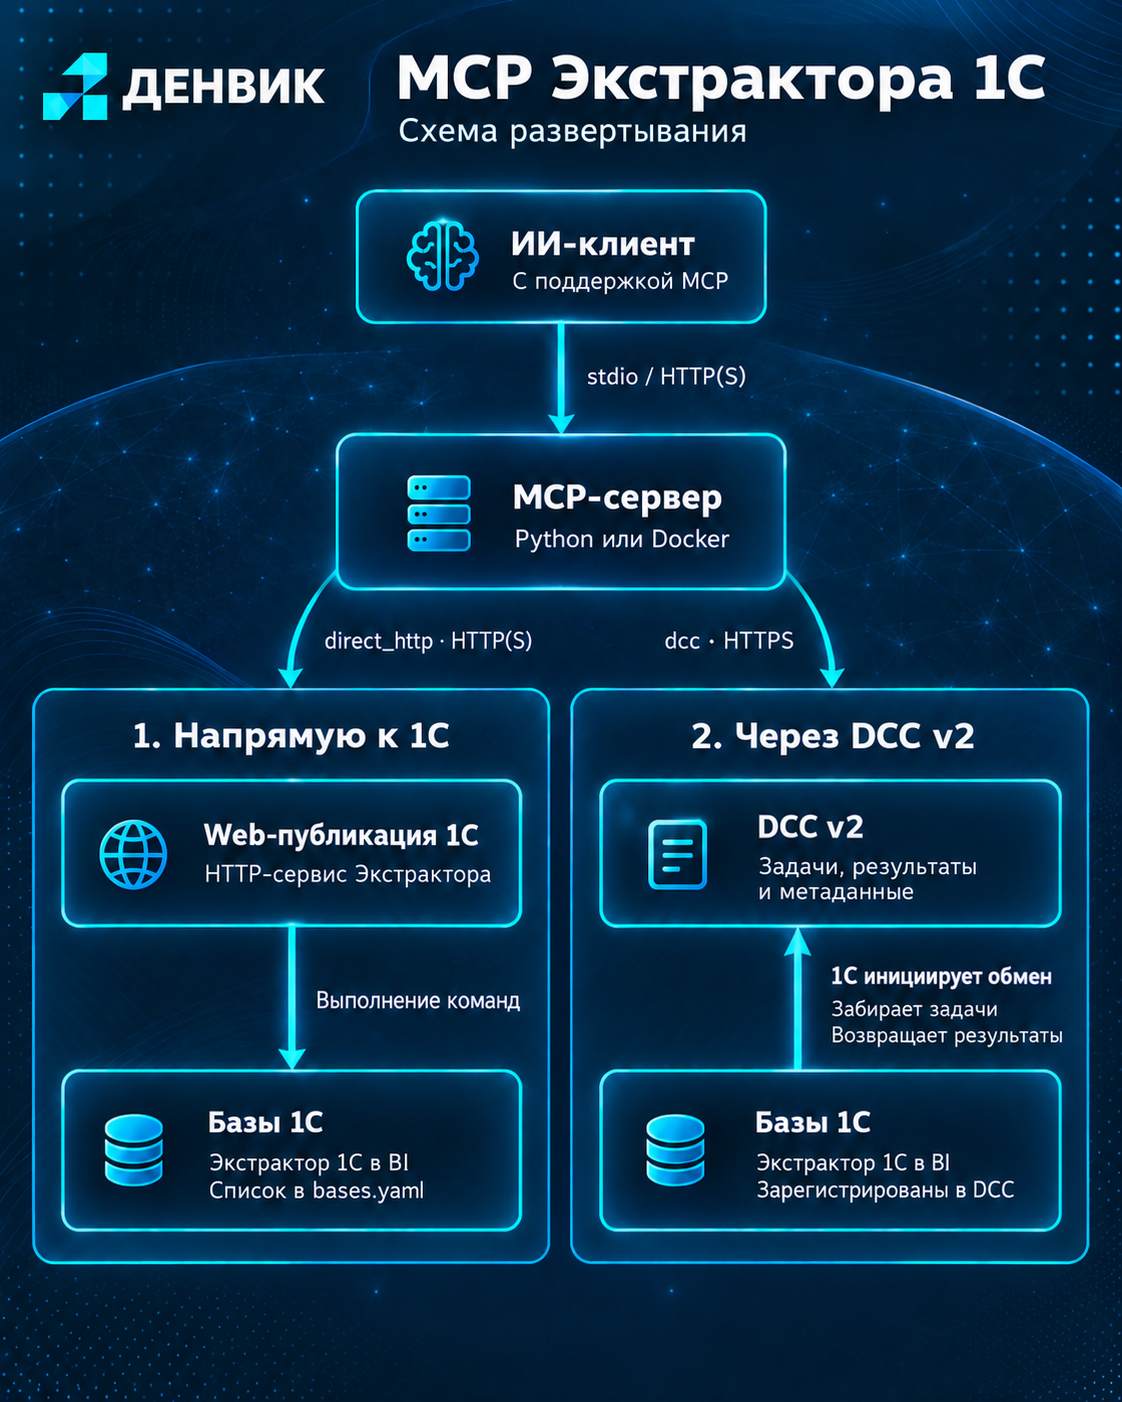 ДЕНВИК
MCP Экстрактора 1С
Схема развертывания
ИИ-клиент
С поддержкой MCP
stdio / HTTP(S)
MCP-сервер
Python или Docker
direct_http · HTTP(S)
dcc · HTTPS
1. Напрямую к 1С
Web-публикация 1С
HTTP-сервис Экстрактора
Выполнение команд
Базы 1С
Экстрактор 1С в BI
Список в bases.yaml
2. Через DCC v2
DCC v2
Задачи, результаты
и метаданные
1С инициирует обмен
Забирает задачи
Возвращает результаты
Базы 1С
Экстрактор 1С в BI
Зарегистрированы в DCC